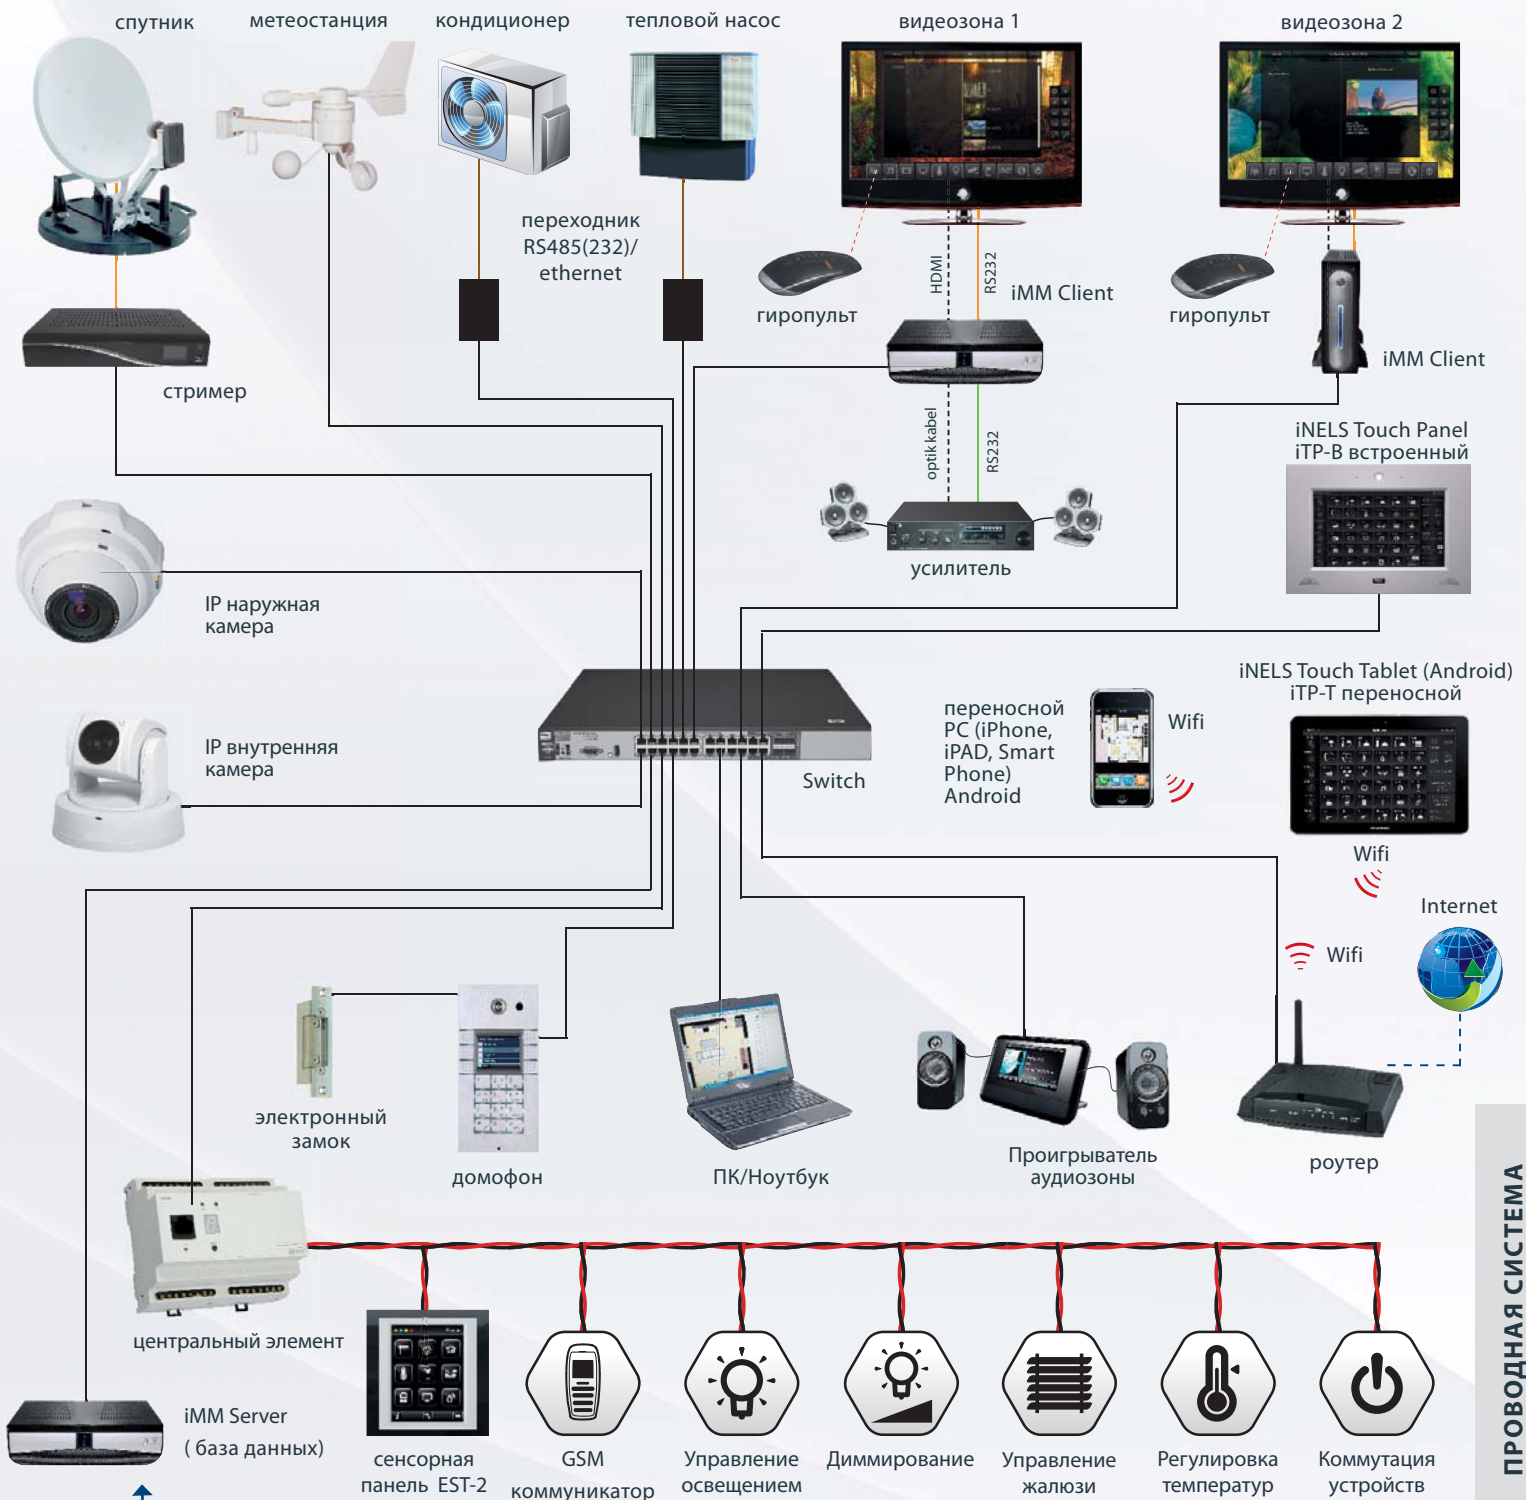 спутник
метеостанция
кондиционер
тепловой насос
видеозона 1
видеозона 2
переходник
RS485(232)/
ethernet
HDMI
RS232
iMM Client
гиропульт
гиропульт
iMM Client
стример
optik kabel
RS232
iNELS Touch Panel
iTP-B встроенный
усилитель
IP наружная
камера
iNELS Touch Tablet (Android)
iTP-T переносной
переносной
PC (iPhone,
iPAD, Smart
Phone)
Android
Wifi
IP внутренняя
камера
Switch
Wifi
Internet
Wifi
электронный
замок
домофон
ПК/Ноутбук
Проигрыватель
аудиозоны
роутер
ПРОВОДНАЯ СИСТЕМА
центральный элемент
iMM Server
( база данных)
сенсорная
панель EST-2
GSM
коммуникатор
Управление
освещением
Диммирование
Управление
жалюзи
Регулировка
температур
Коммутация
устройств